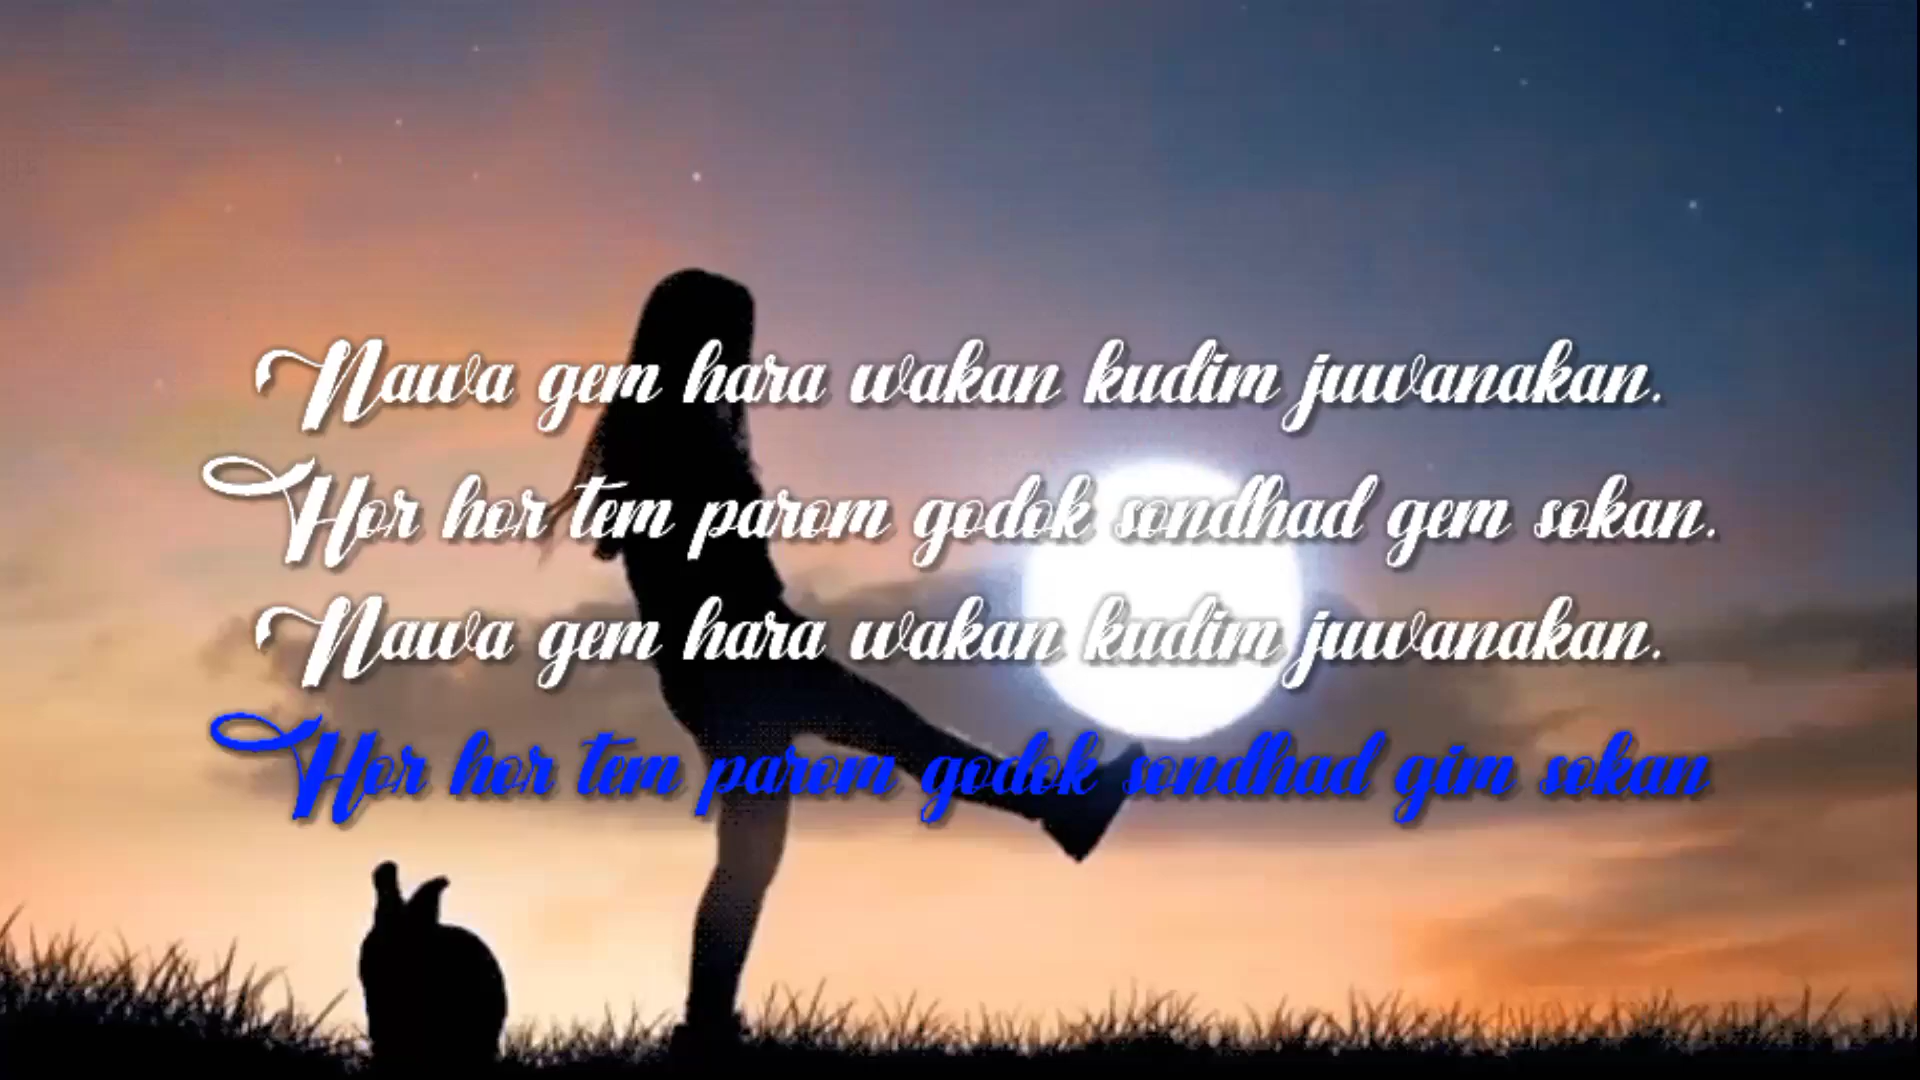 Nawa gem hara wakan kudim juwanakan.
Hor hor tem parom godok sondhad gem sokan.
Nawa gem hara wakan kudim juwanakan.
Hor hor tem parom godok sondhad gim sokan